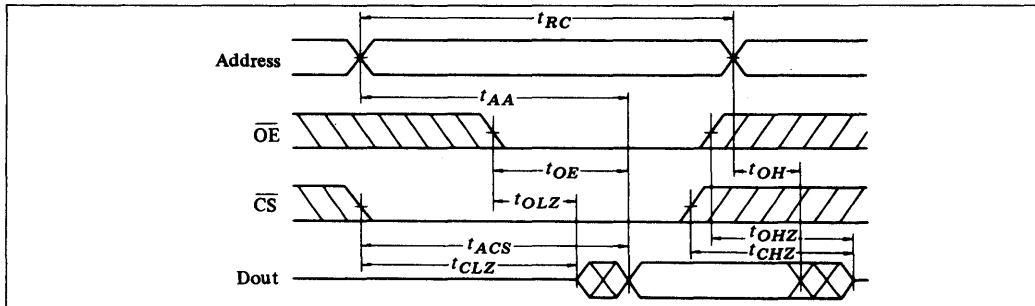 tRC
Address
tAA
OE
tOE
tOH
CS
tOLZ
tOHZ
tACS
tCHZ
tCLZ
Dout